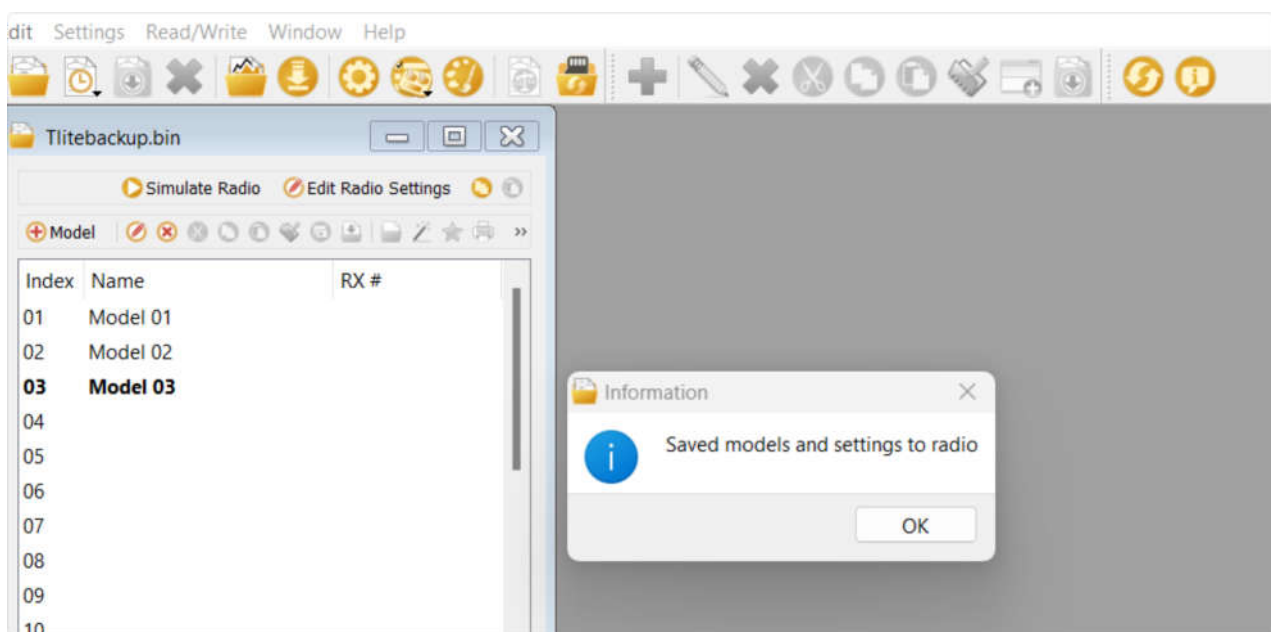 dit Settings Read/Write Window Help
Tlitebackup.bin
Simulate Radio Edit Radio Settings
Model »
Index Name RX #
01 Model 01
02 Model 02
03 Model 03
04
05
06
07
08
09
10
Information
i
Saved models and settings to radio
OK